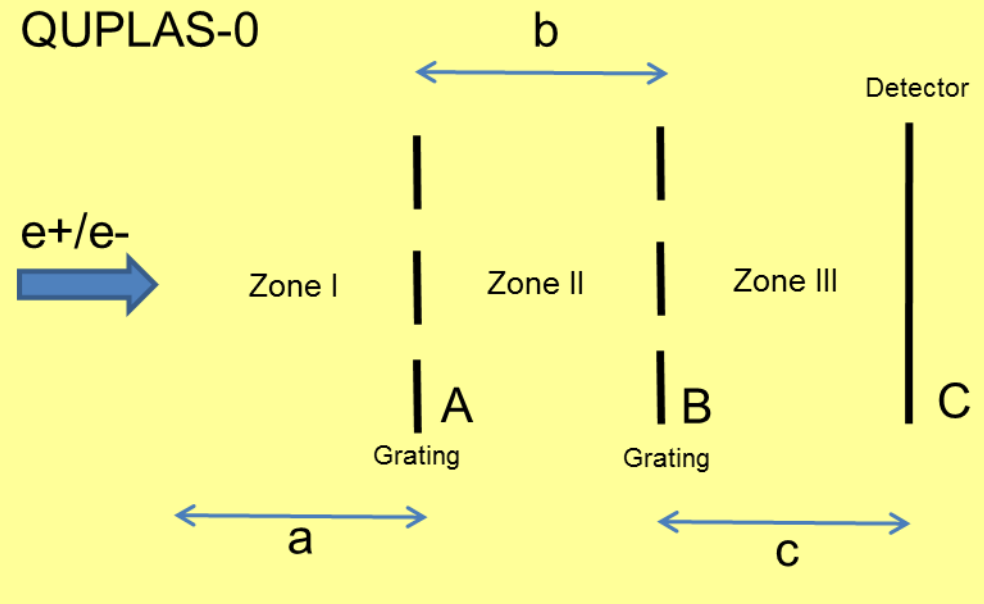 QUPLAS-0
b
Detector
e+/e-
Zone I
Zone II
Zone III
A
B
C
Grating
Grating
a
c